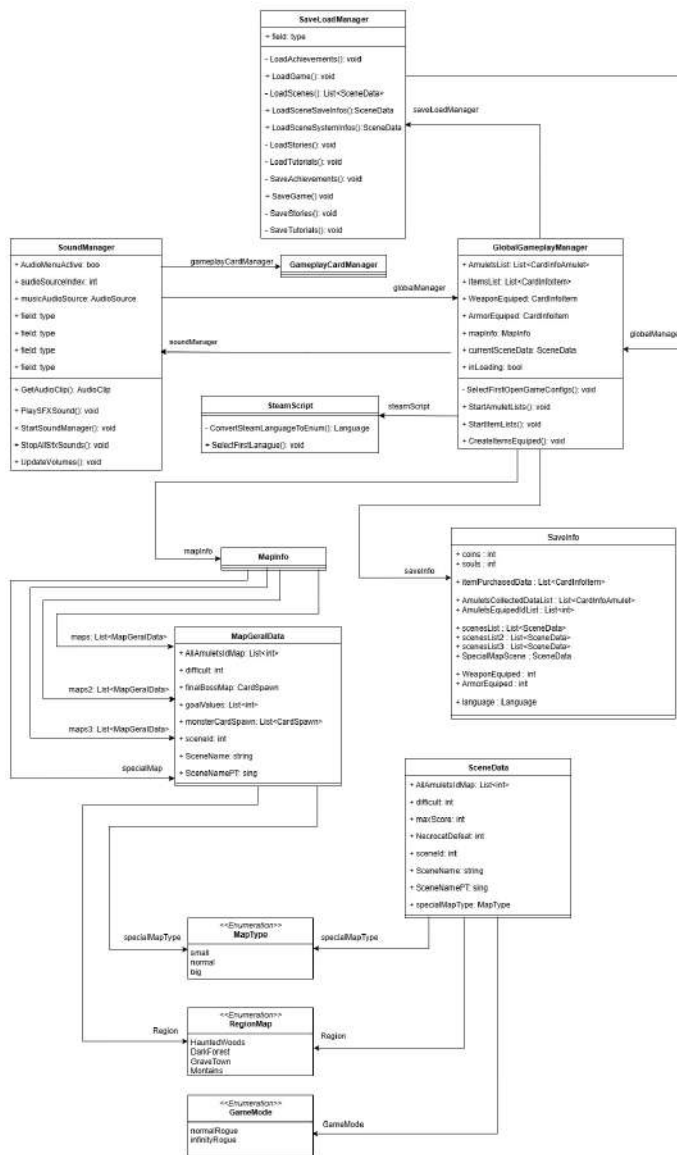 SaveLoadManager
+ field: type
- LoadAchievements(): void
+ LoadGame(): void
- LoadScenes(): List<SceneData>
+ LoadSceneSaveInfos():SceneData
+ LoadSceneSystemInfos():SceneData
- LoadStories(): void
- LoadTutorials(): void
- SaveAchievements(): void
+ SaveGame() void
- SaveStories(): void
- SaveTutorials(): void
saveLoadManager
SoundManager
+ AudioMenuActive: boo
+ audioSourceIndex: int
+ musicAudioSource: AudioSource
+ field: type
+ field: type
+ field: type
+ field: type
+ GetAudioClip(): AudioClip
+ PlaySFXSound(): void
+ StartSoundManager(): void
+ StopAllSfxSounds(): void
+ UpdateVolumes(): void
gameplayCardManager
GameplayCardManager
globalManager
soundManager
GlobalGameplayManager
+ AmuletsList: List<CardInfoAmulet>
+ ItemsList: List<CardInfoItem>
+ WeaponEquiped: CardInfoItem
+ ArmorEquiped: CardInfoItem
+ mapInfo: MapInfo
+ currentSceneData: SceneData
+ inLoading: bool
- SelectFirstOpenGameConfigs(): void
+ StartAmuletLists(): void
+ StartItemLists(): void
+ CreateItemsEquiped(): void
globalManager
SteamScript
- ConvertSteamLanguageToEnum(): Language
+ SelectFirstLanague(): void
steamScript
mapInfo
MapInfo
saveInfo
SaveInfo
+ coins : int
+ souls : int
+ itemPurchasedData : List<CardInfoItem>
+ AmuletsCollectedDataList : List<CardInfoAmulet>
+ AmuletsEquipedIdList : List<int>
+ scenesList : List<SceneData>
+ scenesList2 : List<SceneData>
+ scenesList3 : List<SceneData>
+ SpecialMapScene : SceneData
+ WeaponEquiped : int
+ ArmorEquiped : int
+ language : Language
maps: List<MapGeralData>
maps2: List<MapGeralData>
maps3: List<MapGeralData>
specialMap
MapGeralData
+ AllAmuletsIdMap: List<int>
+ difficult: int
+ finalBossMap: CardSpawn
+ goalValues: List<int>
+ monsterCardSpawn: List<CardSpawn>
+ sceneId: int
+ SceneName: string
+ SceneNamePT: sing
SceneData
+ AllAmuletsIdMap: List<int>
+ difficult: int
+ maxScore: int
+ NecrocatDefeat: int
+ sceneId: int
+ SceneName: string
+ SceneNamePT: sing
+ specialMapType: MapType
specialMapType
<<Enumeration>>
MapType
small
normal
big
specialMapType
Region
<<Enumeration>>
RegionMap
HauntedWoods
DarkForest
GraveTown
Montains
Region
<<Enumeration>>
GameMode
normalRogue
infinityRogue
GameMode